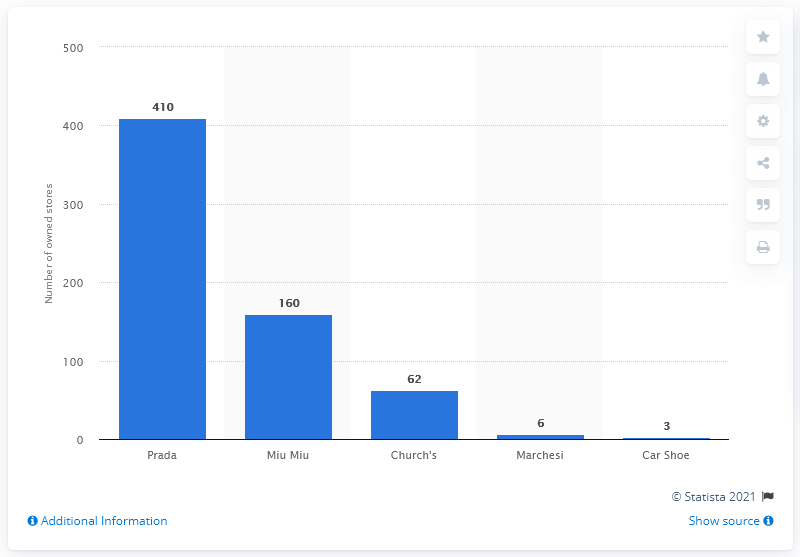 500
400
300
200
100
0
Number of owned stores
410
160
62
6
3
Prada
Miu Miu
Church's
Marchesi
Car Shoe
© Statista 2021
Additional Information
Show source